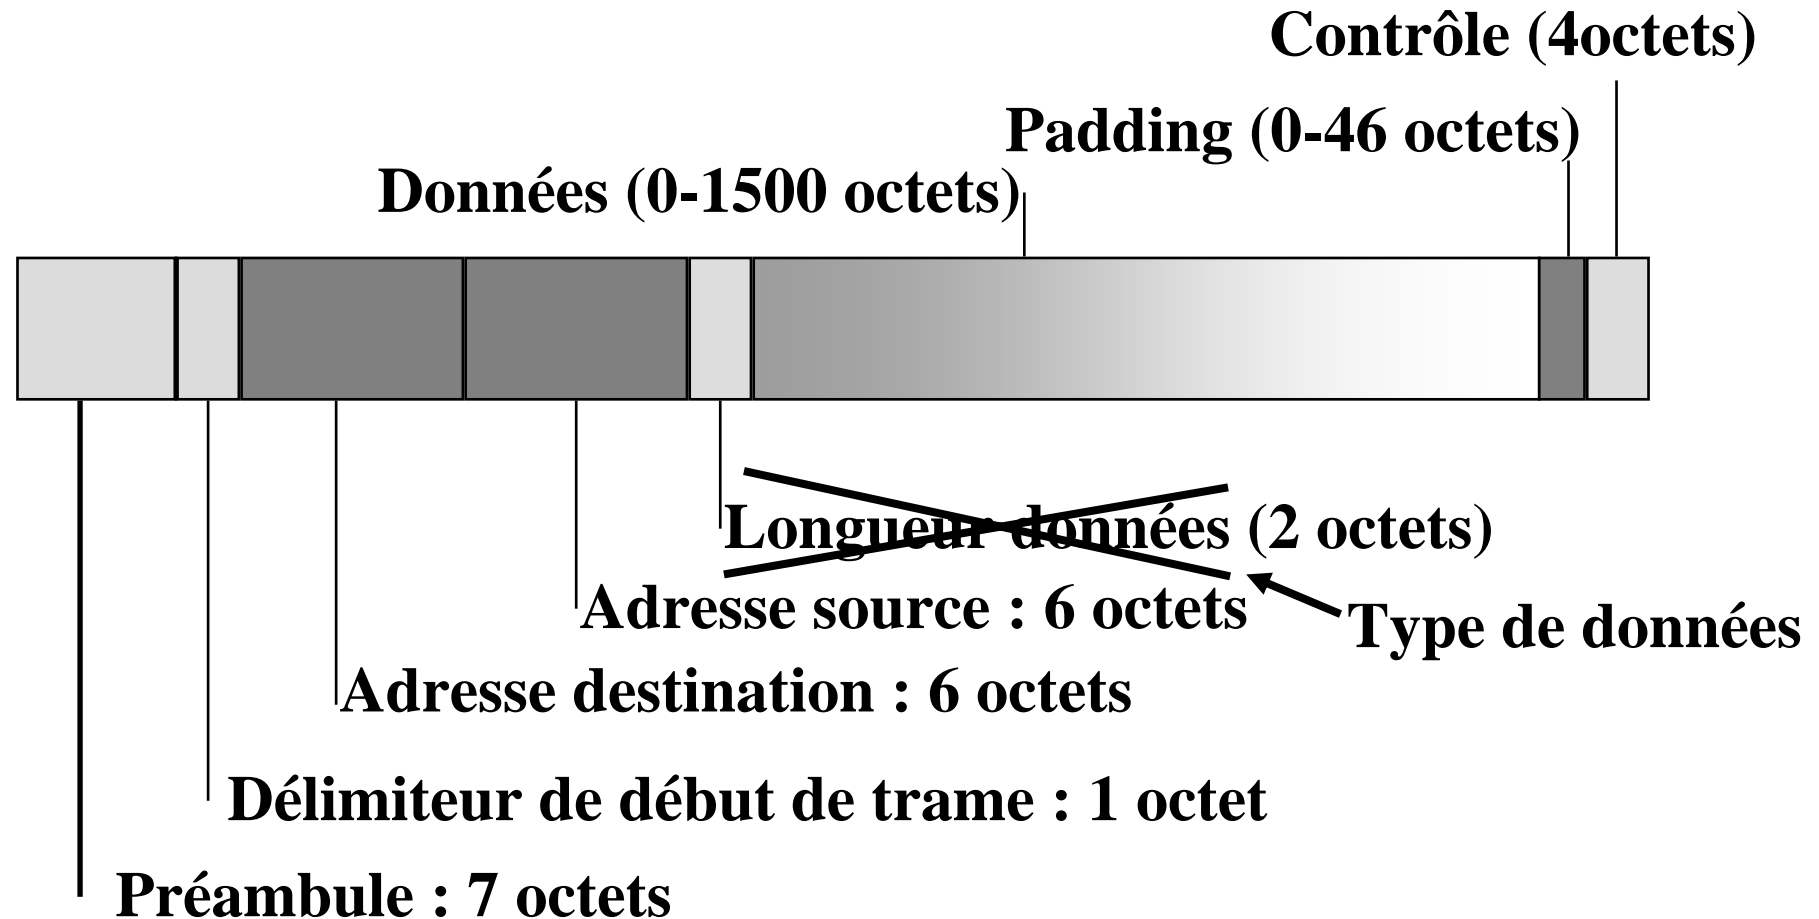 Contrôle (4octets)
Padding (0-46 octets)
Données (0-1500 octets)
Longueur données (2 octets)
Adresse source : 6 octets
Type de données
Adresse destination : 6 octets
Délimiteur de début de trame : 1 octet
Préambule : 7 octets